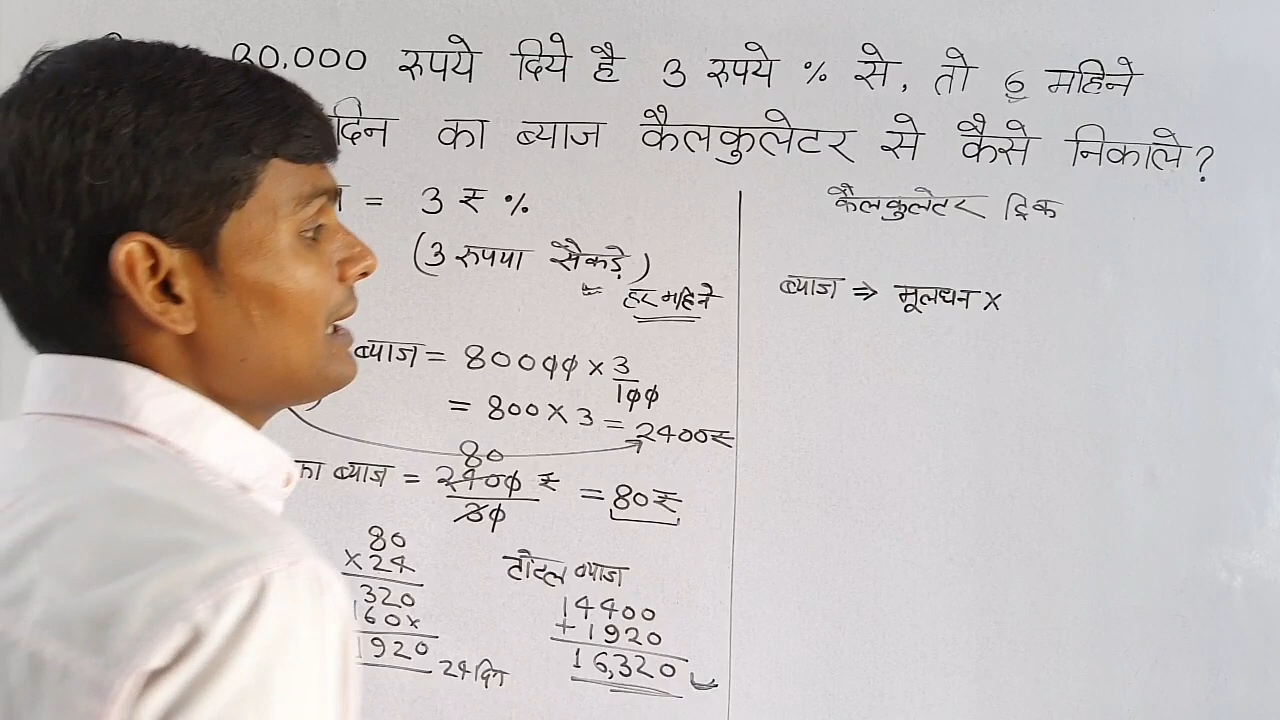 80,000 रुपये दिये है 3 रुपये % से, तो 6 महिने
दिन का ब्याज कैलकुलेटर से कैसे निकाले?
= 3 ₹ %
(3 रुपया सैकड़े)
हर महिने
ब्याज = 80000 × 3/100
= 800 × 3 = 2400₹
80
का ब्याज = 2400 ₹/30 = 80₹
80
×24
320
160×
1920
24 दिन
टोटल ब्याज
14400
+1920
16,320
कैलकुलेटर ट्रिक
ब्याज ⇒ मूलधन ×